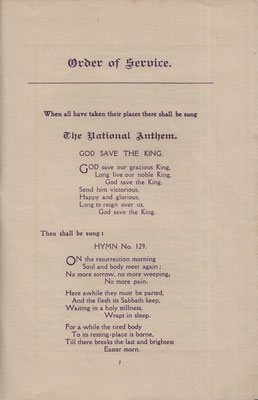 Order of Service.
When all have taken their places there shall be sung
The National Anthem.
GOD SAVE THE KING.
GOD save our gracious King,
Long live our noble King,
God save the King.
Send him victorious,
Happy and glorious,
Long to reign over us,
God save the King.
Then shall be sung:
HYMN No. 129.
ON the resurrection morning
Soul and body meet again;
No more sorrow, no more weeping,
No more pain.
Here awhile they must be parted,
And the flesh its Sabbath keep,
Waiting in a holy stillness,
Wrapt in sleep.
For a while the tired body
To its resting-place is borne,
Till there breaks the last and brightest
Easter morn.
7